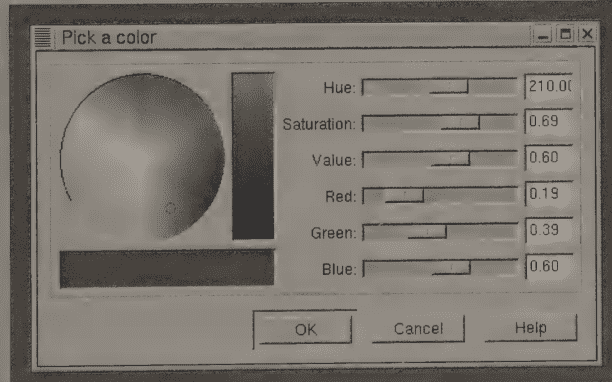 Pick a color
Hue: 210.00
Saturation: 0.69
Value: 0.60
Red: 0.19
Green: 0.39
Blue: 0.60
OK Cancel Help